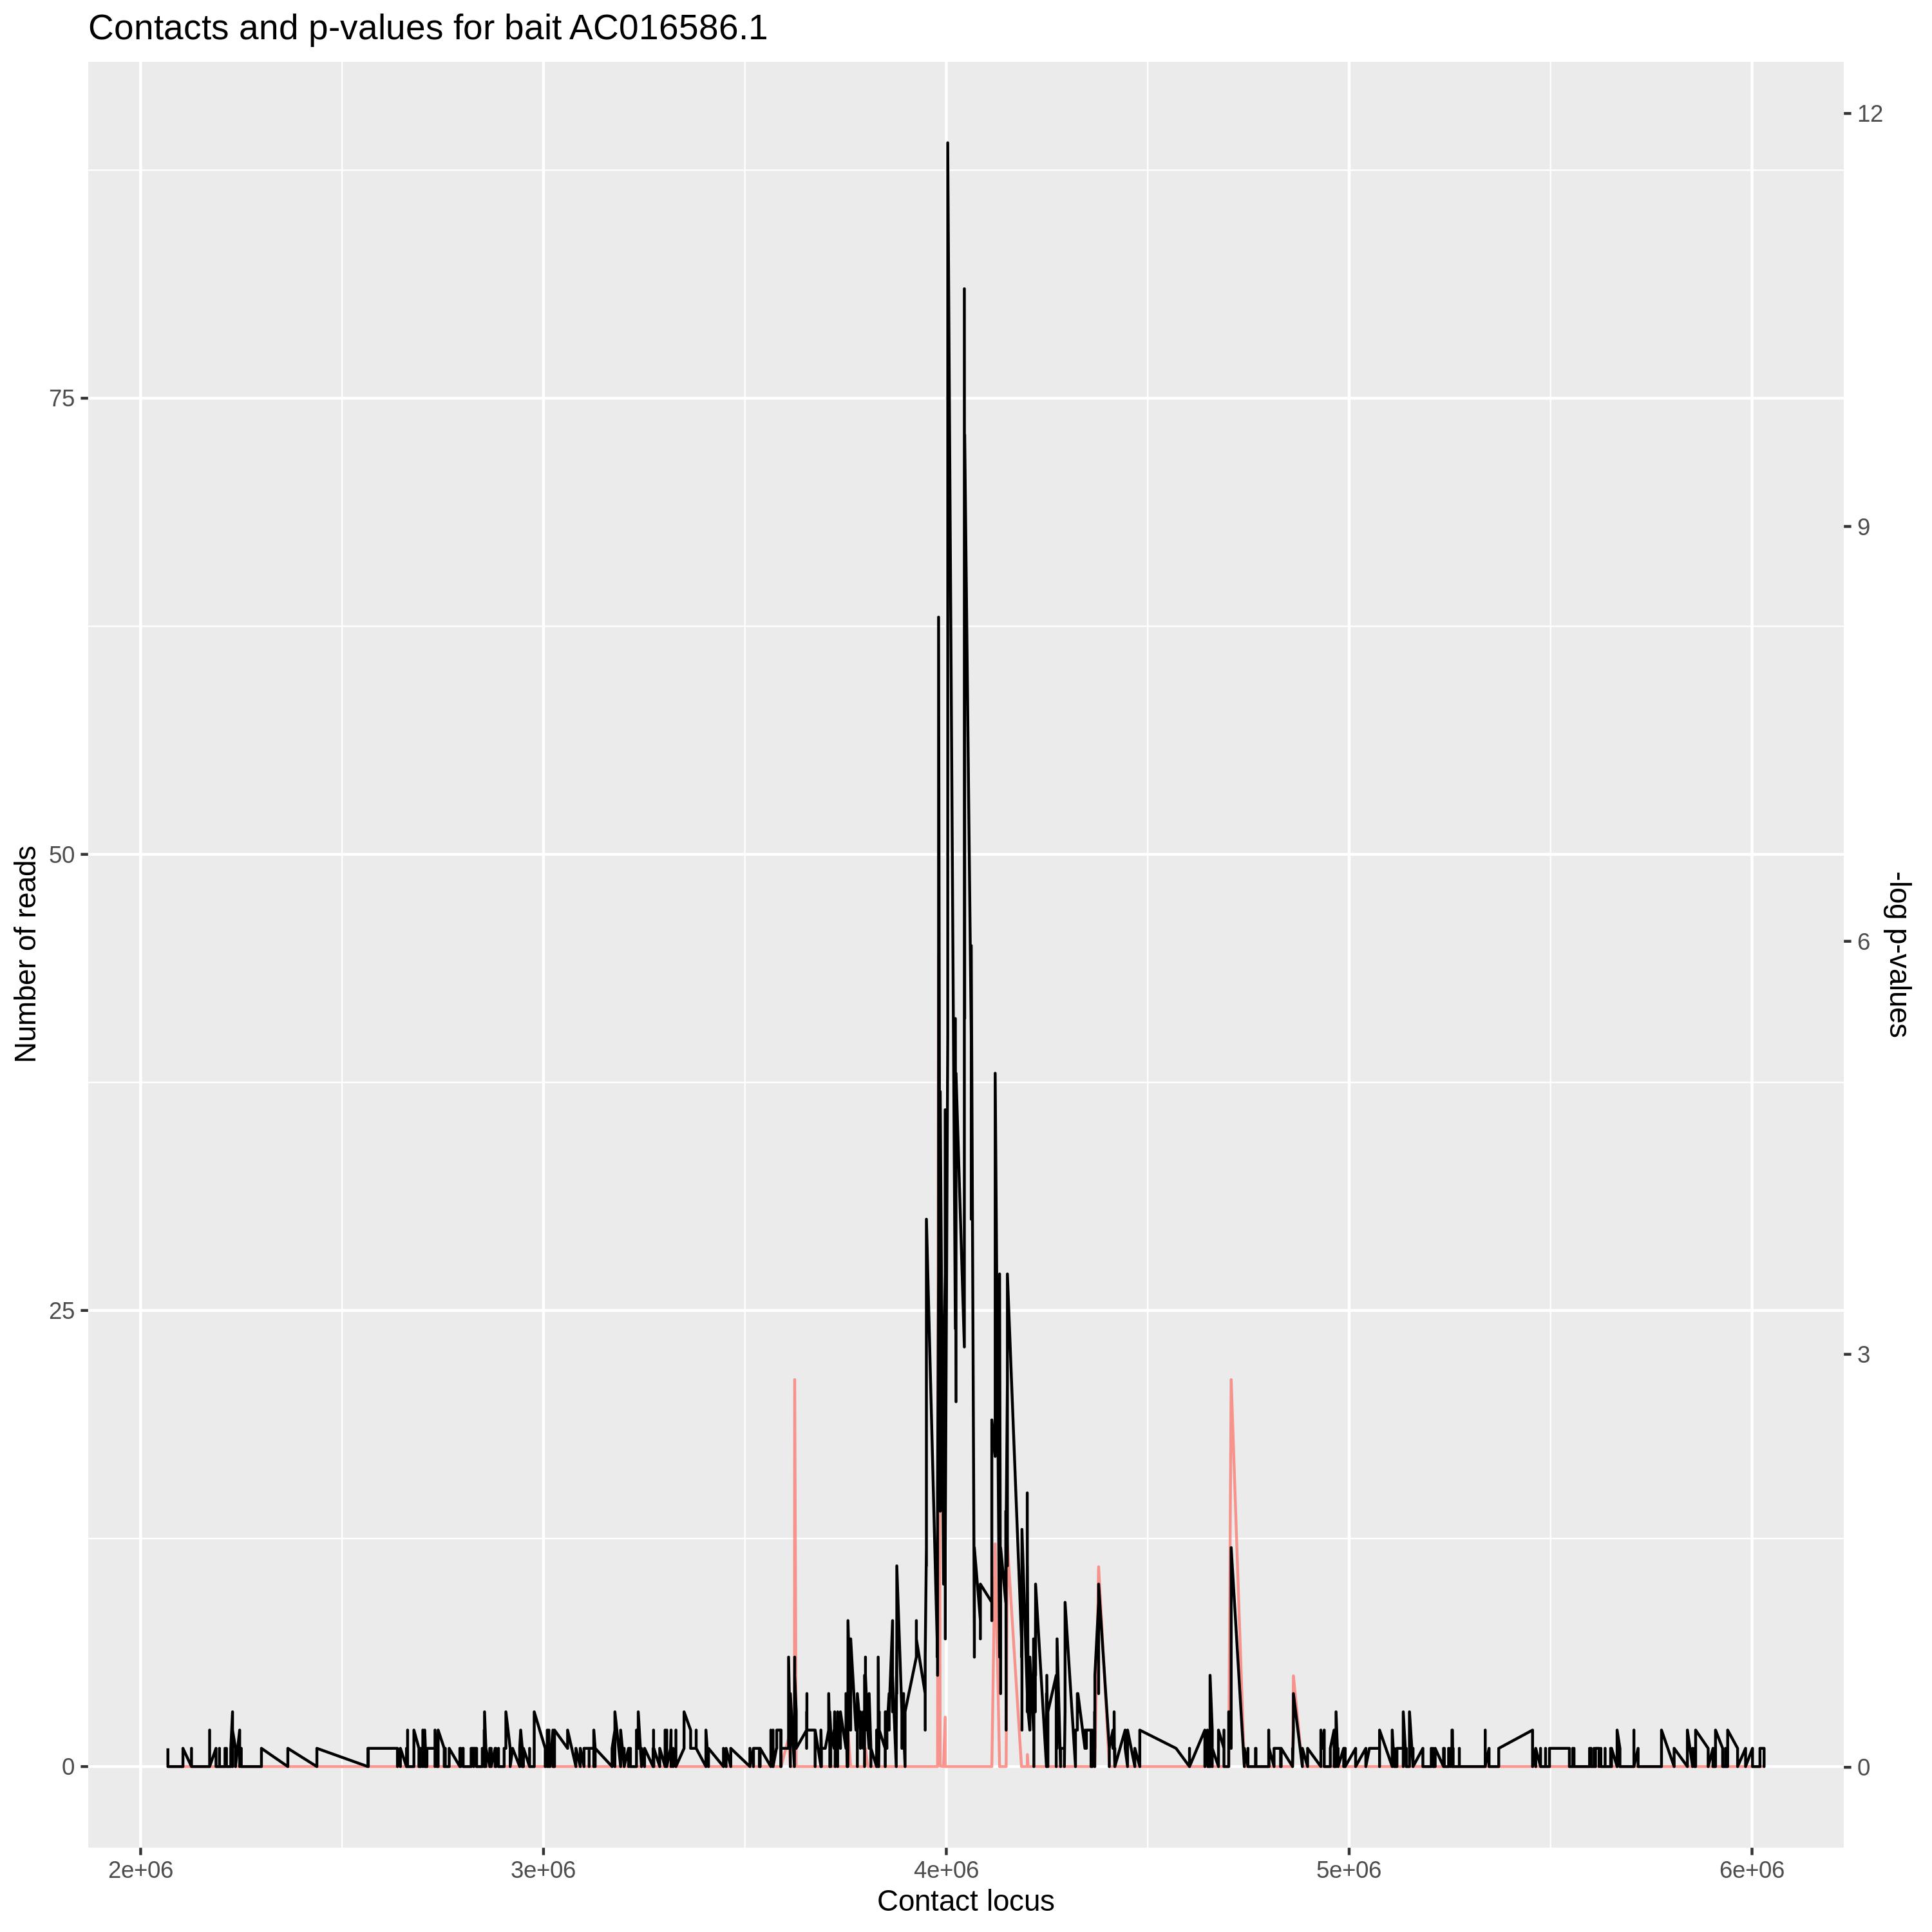 Contacts and p-values for bait AC016586.1
12
75
9
50
6
25
3
0
0
Number of reads
-log p-values
2e+06
3e+06
4e+06
5e+06
6e+06
Contact locus